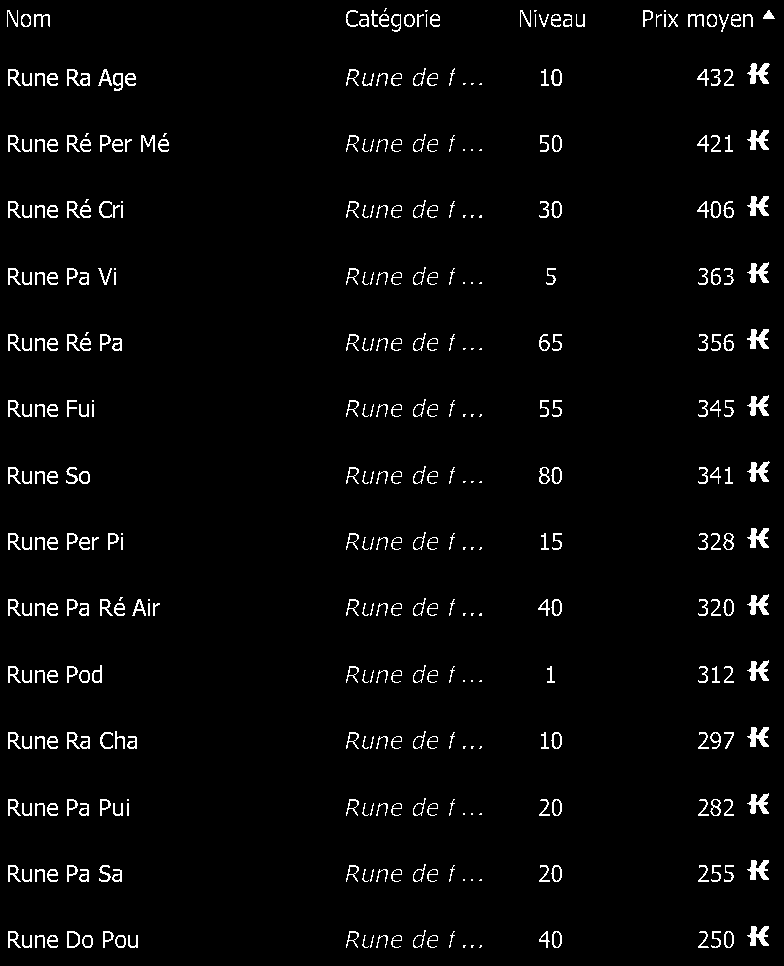 Nom Catégorie Niveau Prix moyen
Rune Ra Age Rune de f ... 10 432
Rune Ré Per Mé Rune de f ... 50 421
Rune Ré Cri Rune de f ... 30 406
Rune Pa Vi Rune de f ... 5 363
Rune Ré Pa Rune de f ... 65 356
Rune Fui Rune de f ... 55 345
Rune So Rune de f ... 80 341
Rune Per Pi Rune de f ... 15 328
Rune Pa Ré Air Rune de f ... 40 320
Rune Pod Rune de f ... 1 312
Rune Ra Cha Rune de f ... 10 297
Rune Pa Pui Rune de f ... 20 282
Rune Pa Sa Rune de f ... 20 255
Rune Do Pou Rune de f ... 40 250